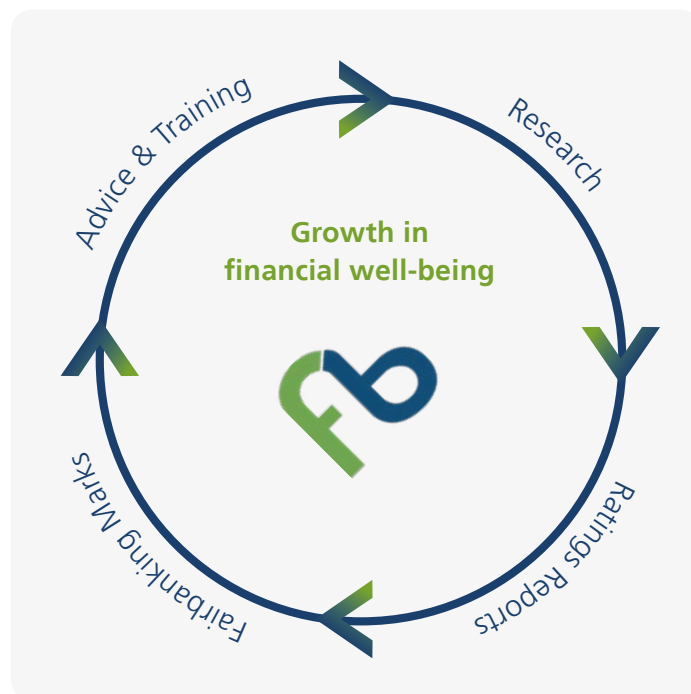 Advice & Training
Research
Growth in
financial well-being
Ratings Reports
Fairbanking Marks